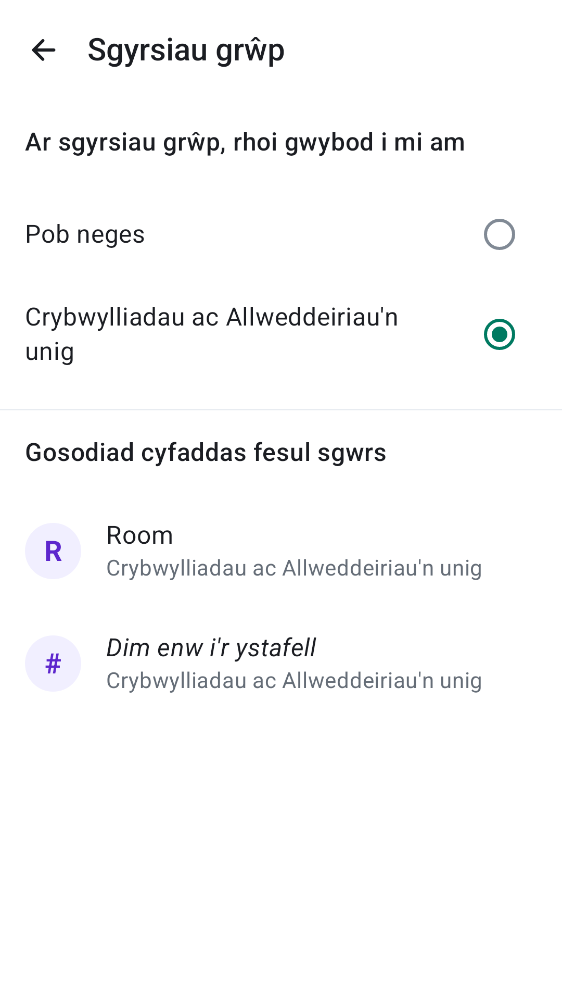 Sgyrsiau grŵp
Ar sgyrsiau grŵp, rhoi gwybod i mi am
Pob neges
Crybwylliadau ac Allweddeiriau'n
unig
Gosodiad cyfaddas fesul sgwrs
R
Room
Crybwylliadau ac Allweddeiriau'n unig
#
Dim enw i'r ystafell
Crybwylliadau ac Allweddeiriau'n unig